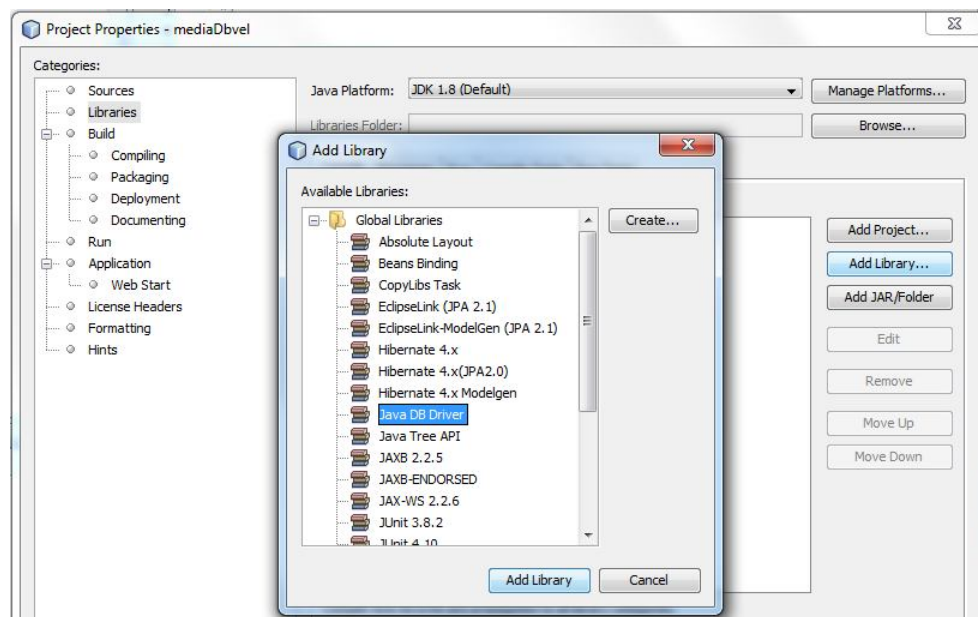 Project Properties - mediaDbvel
Categories:
Sources
Libraries
Build
Compiling
Packaging
Deployment
Documenting
Run
Application
Web Start
License Headers
Formatting
Hints
Java Platform:
JDK 1.8 (Default)
Manage Platforms...
Libraries Folder:
Browse...
Add Project...
Add Library...
Add JAR/Folder
Edit
Remove
Move Up
Move Down
Add Library
Available Libraries:
Global Libraries
Absolute Layout
Beans Binding
CopyLibs Task
EclipseLink (JPA 2.1)
EclipseLink-ModelGen (JPA 2.1)
Hibernate 4.x
Hibernate 4.x(JPA2.0)
Hibernate 4.x Modelgen
Java DB Driver
Java Tree API
JAXB 2.2.5
JAXB-ENDORSED
JAX-WS 2.2.6
JUnit 3.8.2
JUnit 4.10
Create...
Add Library
Cancel